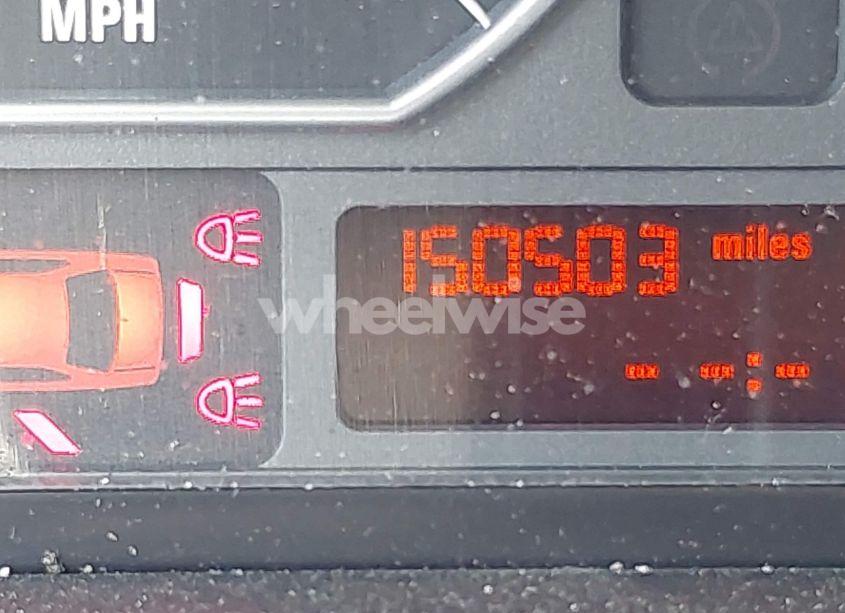 MPH
150503 miles
wheelwise
- --:--